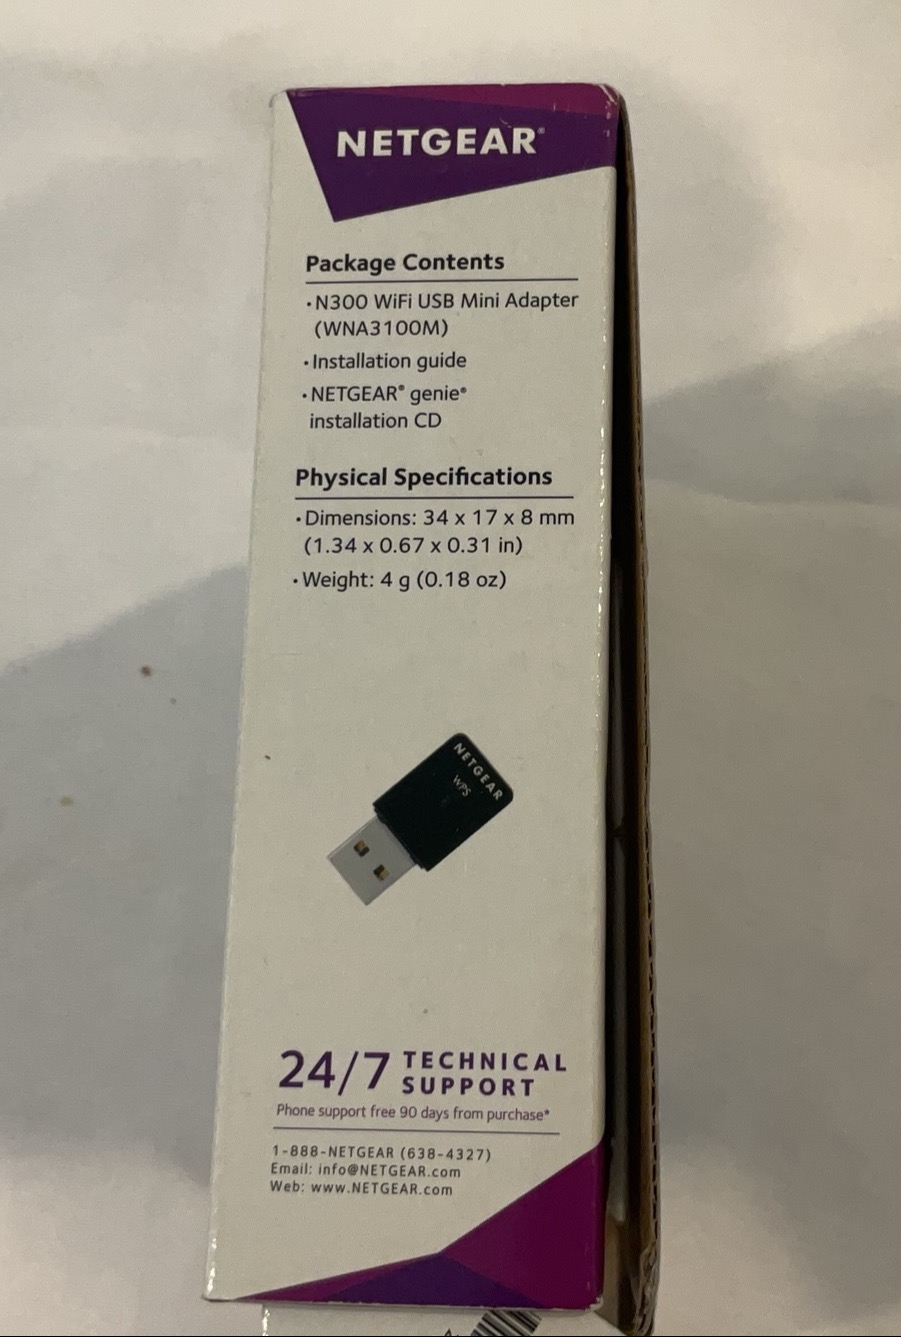 NETGEAR®
Package Contents
• N300 WiFi USB Mini Adapter
(WNA3100M)
• Installation guide
• NETGEAR® genie®
installation CD
Physical Specifications
• Dimensions: 34 x 17 x 8 mm
(1.34 x 0.67 x 0.31 in)
• Weight: 4 g (0.18 oz)
NETGEAR
WPS
24/7 TECHNICAL
SUPPORT
Phone support free 90 days from purchase*
1-888-NETGEAR (638-4327)
Email: info@NETGEAR.com
Web: www.NETGEAR.com